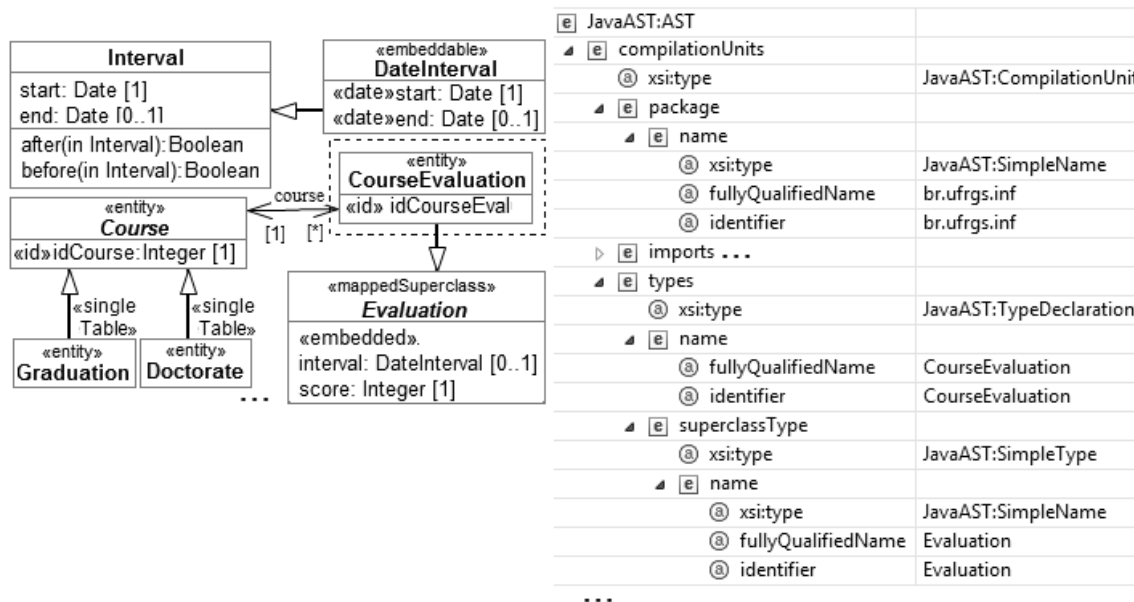 Interval
start: Date [1]
end: Date [0..1]
after(in Interval):Boolean
before(in Interval):Boolean
«embeddable»
DateInterval
«date»start: Date [1]
«date»end: Date [0..1]
«entity»
CourseEvaluation
«id» idCourseEval
course
[1] [*]
«entity»
Course
«id»idCourse:Integer [1]
«single
Table»
«single
Table»
«entity»
Graduation
«entity»
Doctorate
...
«mappedSuperclass»
Evaluation
«embedded».
interval: DateInterval [0..1]
score: Integer [1]
e JavaAST:AST
e compilationUnits
a xsi:type JavaAST:CompilationUnit
e package
e name
a xsi:type JavaAST:SimpleName
a fullyQualifiedName br.ufrgs.inf
a identifier br.ufrgs.inf
e imports ...
e types
a xsi:type JavaAST:TypeDeclaration
e name
a fullyQualifiedName CourseEvaluation
a identifier CourseEvaluation
e superclassType
a xsi:type JavaAST:SimpleType
e name
a xsi:type JavaAST:SimpleName
a fullyQualifiedName Evaluation
a identifier Evaluation
...